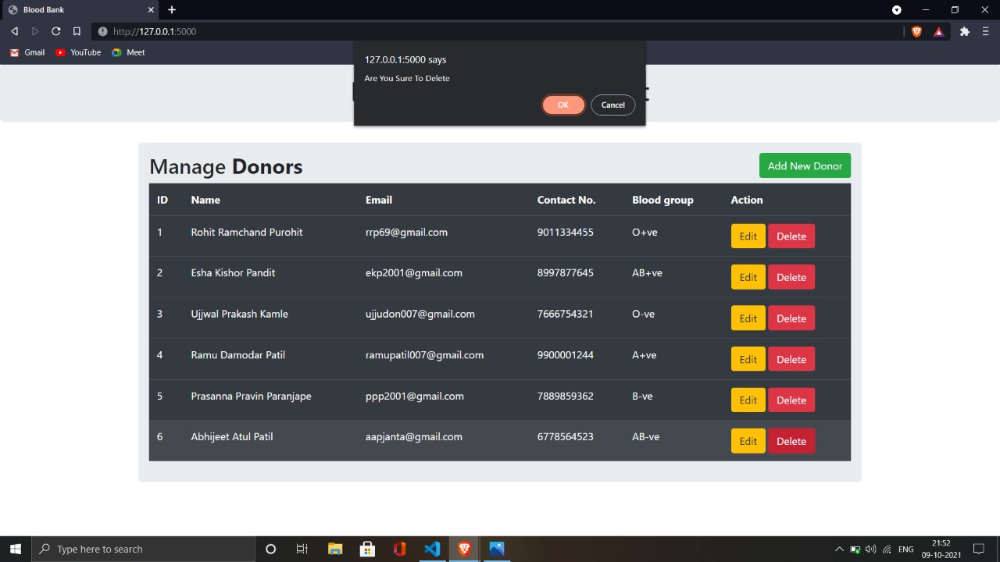 Blood Bank
http://127.0.0.1:5000
Gmail YouTube Meet
127.0.0.1:5000 says
Are You Sure To Delete
OK Cancel
Manage Donors Add New Donor
ID Name Email Contact No. Blood group Action
1 Rohit Ramchand Purohit rrp69@gmail.com 9011334455 O+ve Edit Delete
2 Esha Kishor Pandit ekp2001@gmail.com 8997877645 AB+ve Edit Delete
3 Ujjwal Prakash Kamle ujjudon007@gmail.com 7666754321 O-ve Edit Delete
4 Ramu Damodar Patil ramupatil007@gmail.com 9900001244 A+ve Edit Delete
5 Prasanna Pravin Paranjape ppp2001@gmail.com 7889859362 B-ve Edit Delete
6 Abhijeet Atul Patil aapjanta@gmail.com 6778564523 AB-ve Edit Delete
Type here to search ENG 21:52
09-10-2021